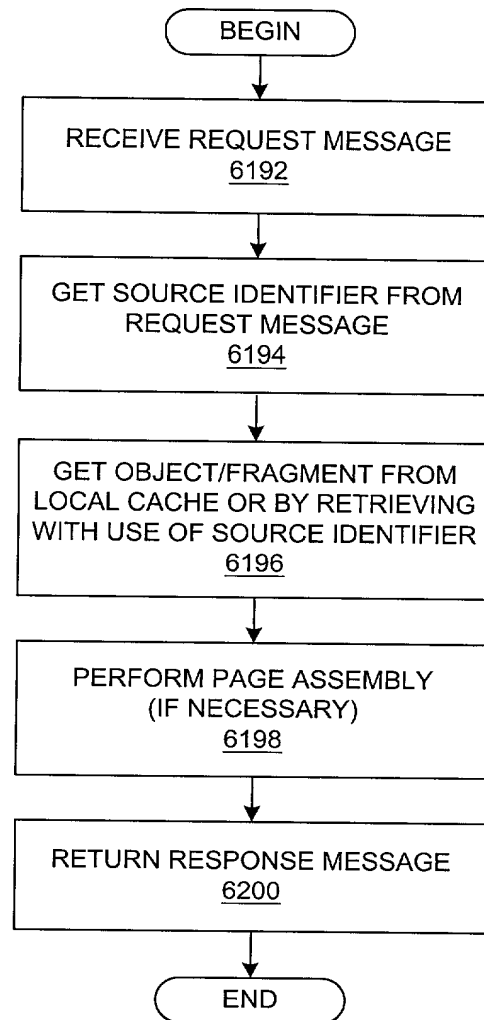 BEGIN
RECEIVE REQUEST MESSAGE
6192
GET SOURCE IDENTIFIER FROM
REQUEST MESSAGE
6194
GET OBJECT/FRAGMENT FROM
LOCAL CACHE OR BY RETRIEVING
WITH USE OF SOURCE IDENTIFIER
6196
PERFORM PAGE ASSEMBLY
(IF NECESSARY)
6198
RETURN RESPONSE MESSAGE
6200
END